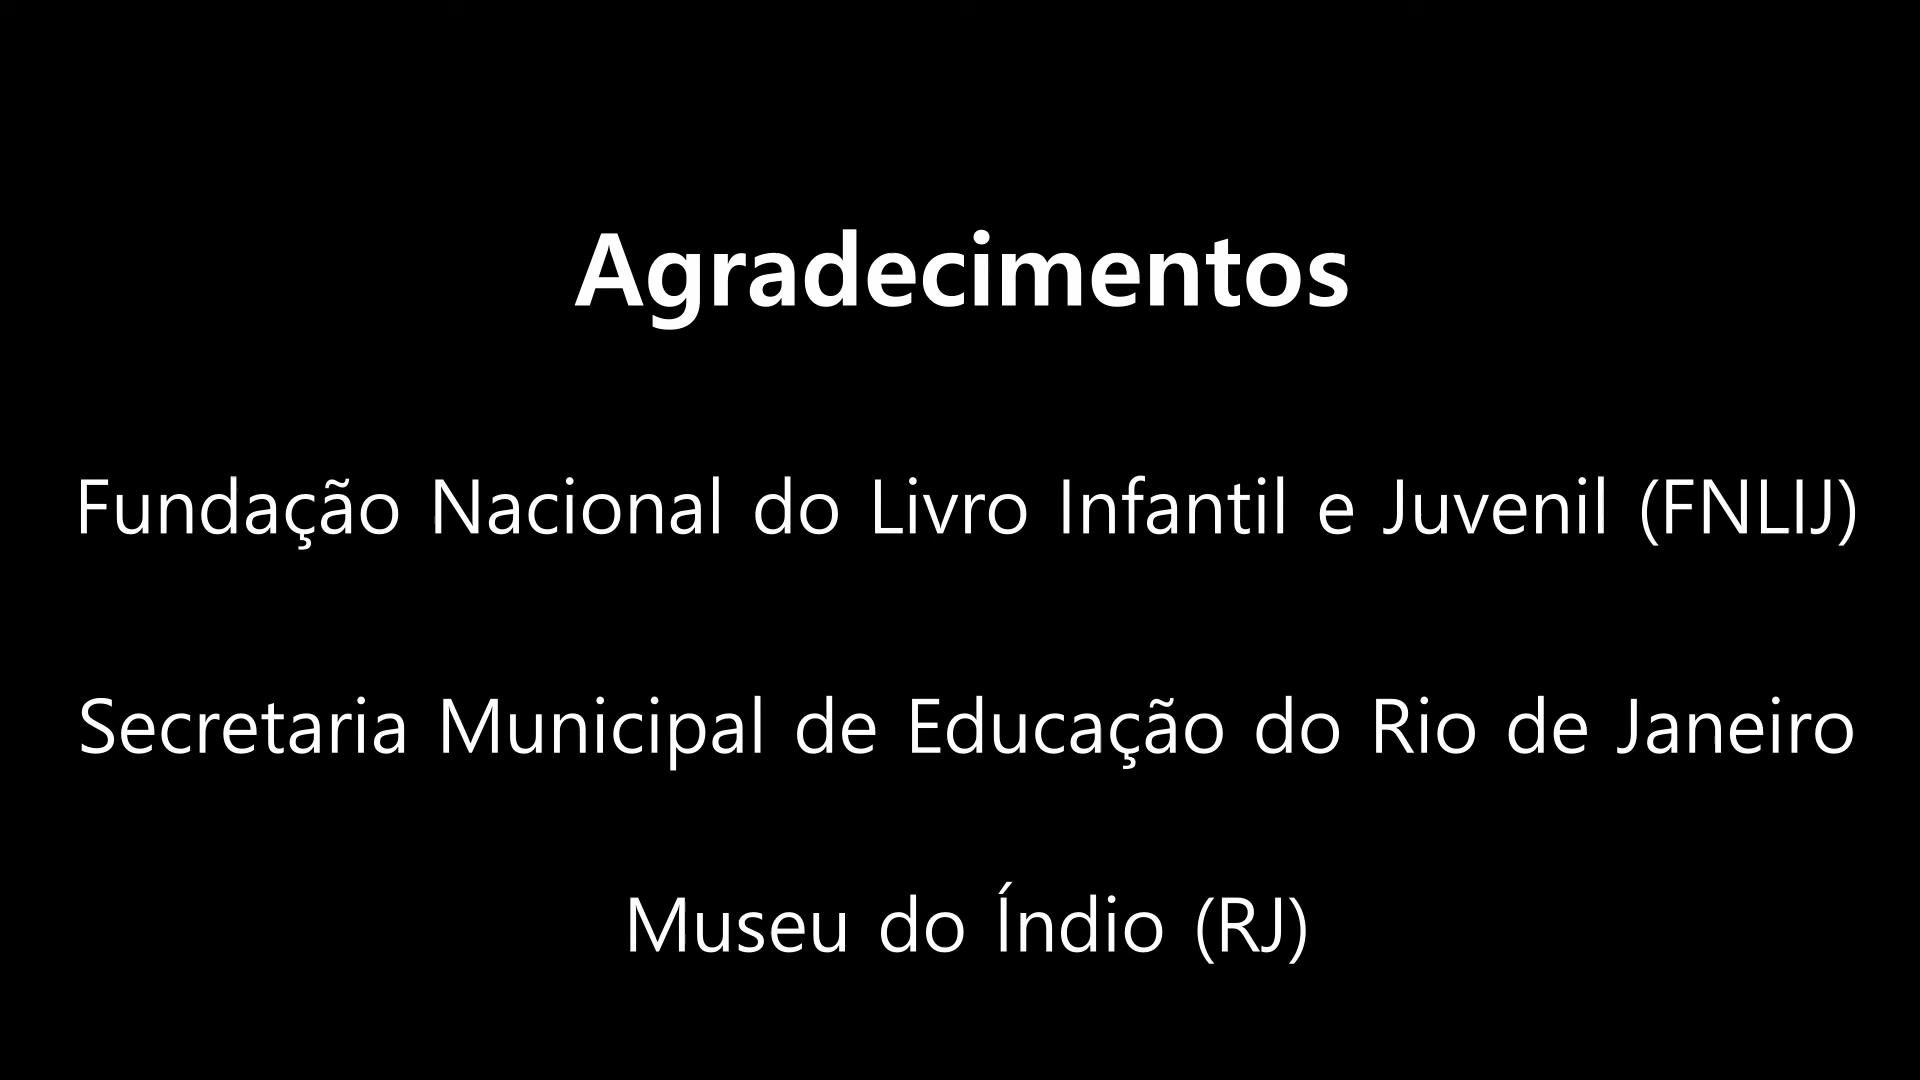 Agradecimentos
Fundação Nacional do Livro Infantil e Juvenil (FNLIJ)
Secretaria Municipal de Educação do Rio de Janeiro
Museu do Índio (RJ)